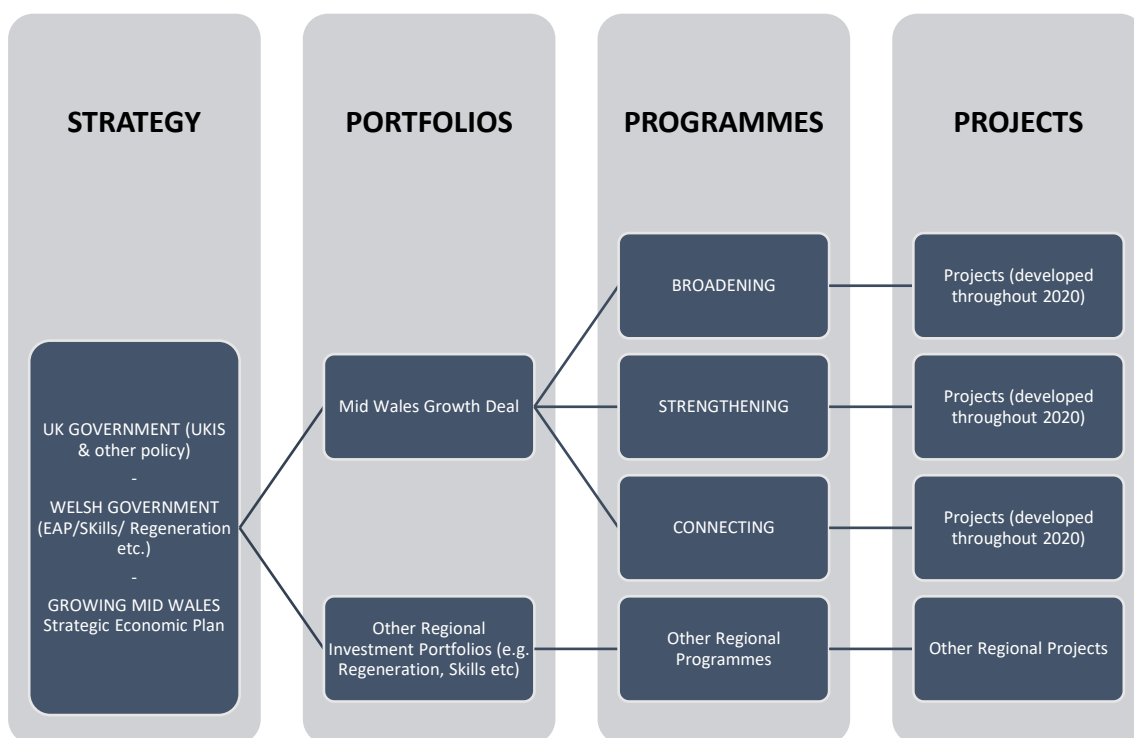 STRATEGY
PORTFOLIOS
PROGRAMMES
PROJECTS
UK GOVERNMENT (UKIS
& other policy)
-
WELSH GOVERNMENT
(EAP/SKills/ Regeneration
etc.)
-
GROWING MID WALES
Strategic Economic Plan
Mid Wales Growth Deal
Other Regional
Investment Portfolios (e.g.
Regeneration, Skills etc)
BROADENING
STRENGTHENING
CONNECTING
Other Regional
Programmes
Projects (developed
throughout 2020)
Projects (developed
throughout 2020)
Projects (developed
throughout 2020)
Other Regional Projects